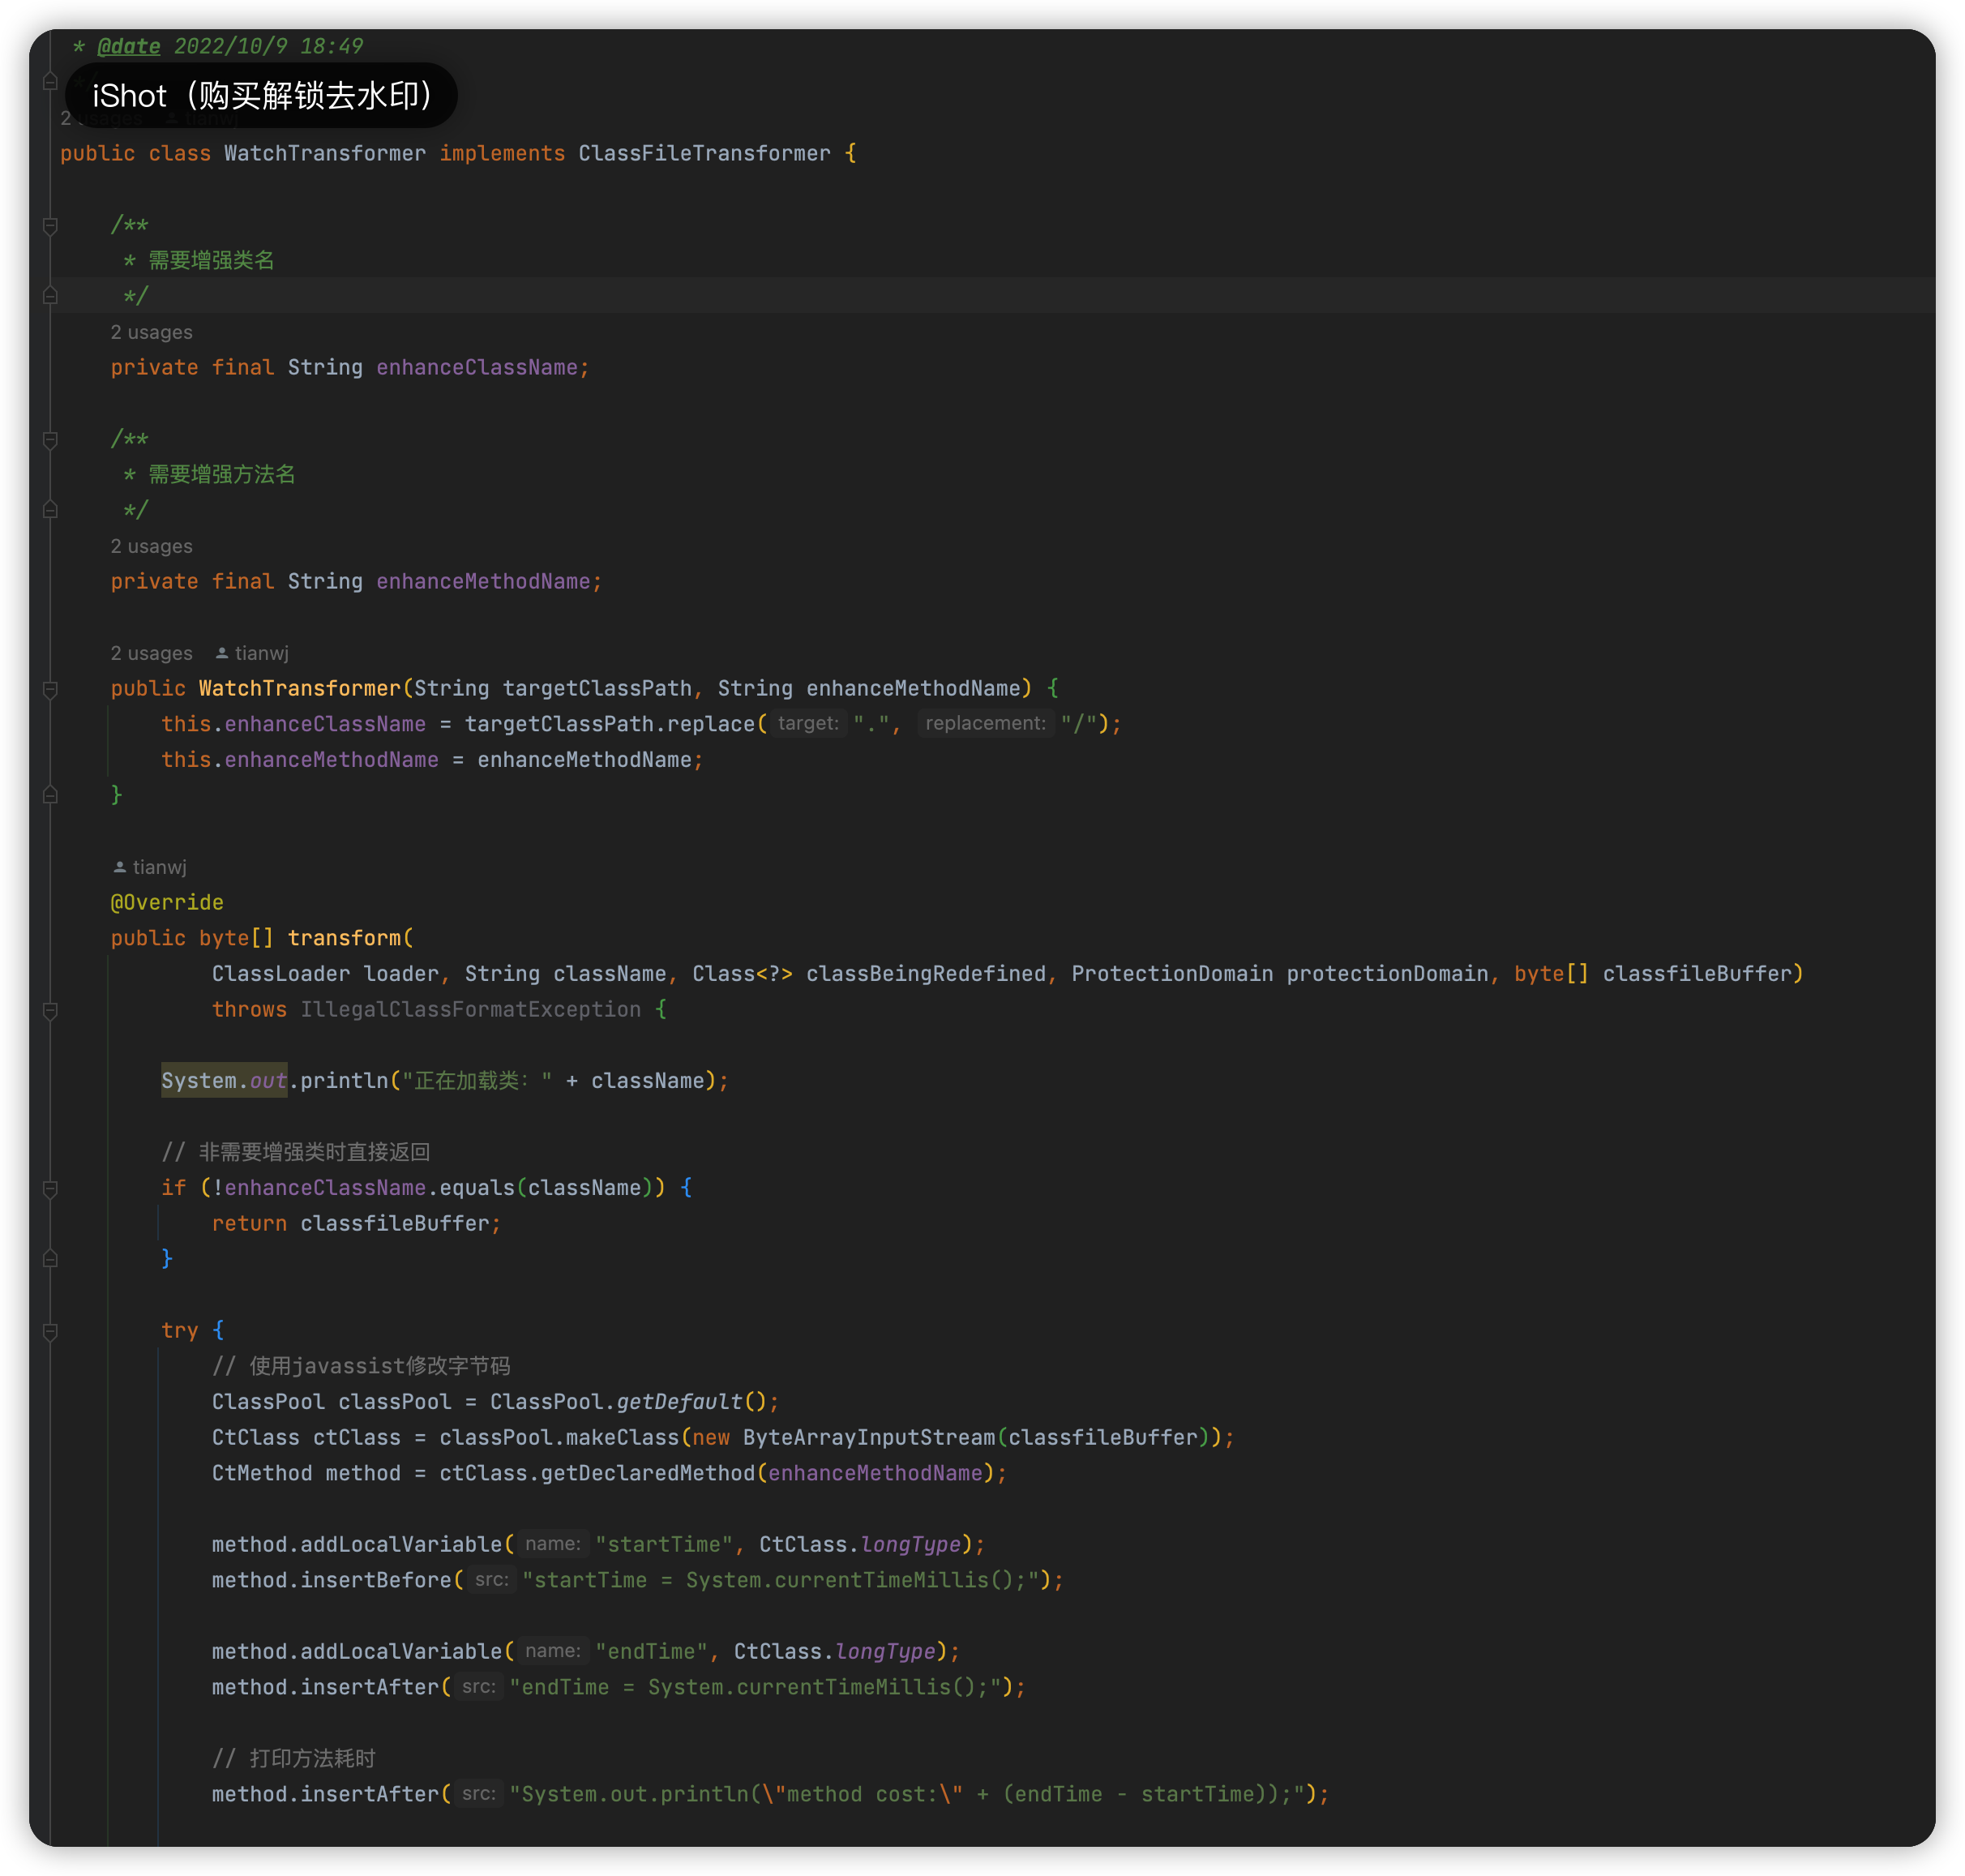 * @date 2022/10/9 18:49
iShot（购买解锁去水印）
2 usages tianwj
public class WatchTransformer implements ClassFileTransformer {
/**
* 需要增强类名
*/
2 usages
private final String enhanceClassName;
/**
* 需要增强方法名
*/
2 usages
private final String enhanceMethodName;
2 usages tianwj
public WatchTransformer(String targetClassPath, String enhanceMethodName) {
this.enhanceClassName = targetClassPath.replace( target: ".", replacement: "/");
this.enhanceMethodName = enhanceMethodName;
}
tianwj
@Override
public byte[] transform(
ClassLoader loader, String className, Class<?> classBeingRedefined, ProtectionDomain protectionDomain, byte[] classfileBuffer)
throws IllegalClassFormatException {
System.out.println("正在加载类：" + className);
// 非需要增强类时直接返回
if (!enhanceClassName.equals(className)) {
return classfileBuffer;
}
try {
// 使用javassist修改字节码
ClassPool classPool = ClassPool.getDefault();
CtClass ctClass = classPool.makeClass(new ByteArrayInputStream(classfileBuffer));
CtMethod method = ctClass.getDeclaredMethod(enhanceMethodName);
method.addLocalVariable( name: "startTime", CtClass.longType);
method.insertBefore( src: "startTime = System.currentTimeMillis();");
method.addLocalVariable( name: "endTime", CtClass.longType);
method.insertAfter( src: "endTime = System.currentTimeMillis();");
// 打印方法耗时
method.insertAfter( src: "System.out.println(\"method cost:\" + (endTime - startTime));");